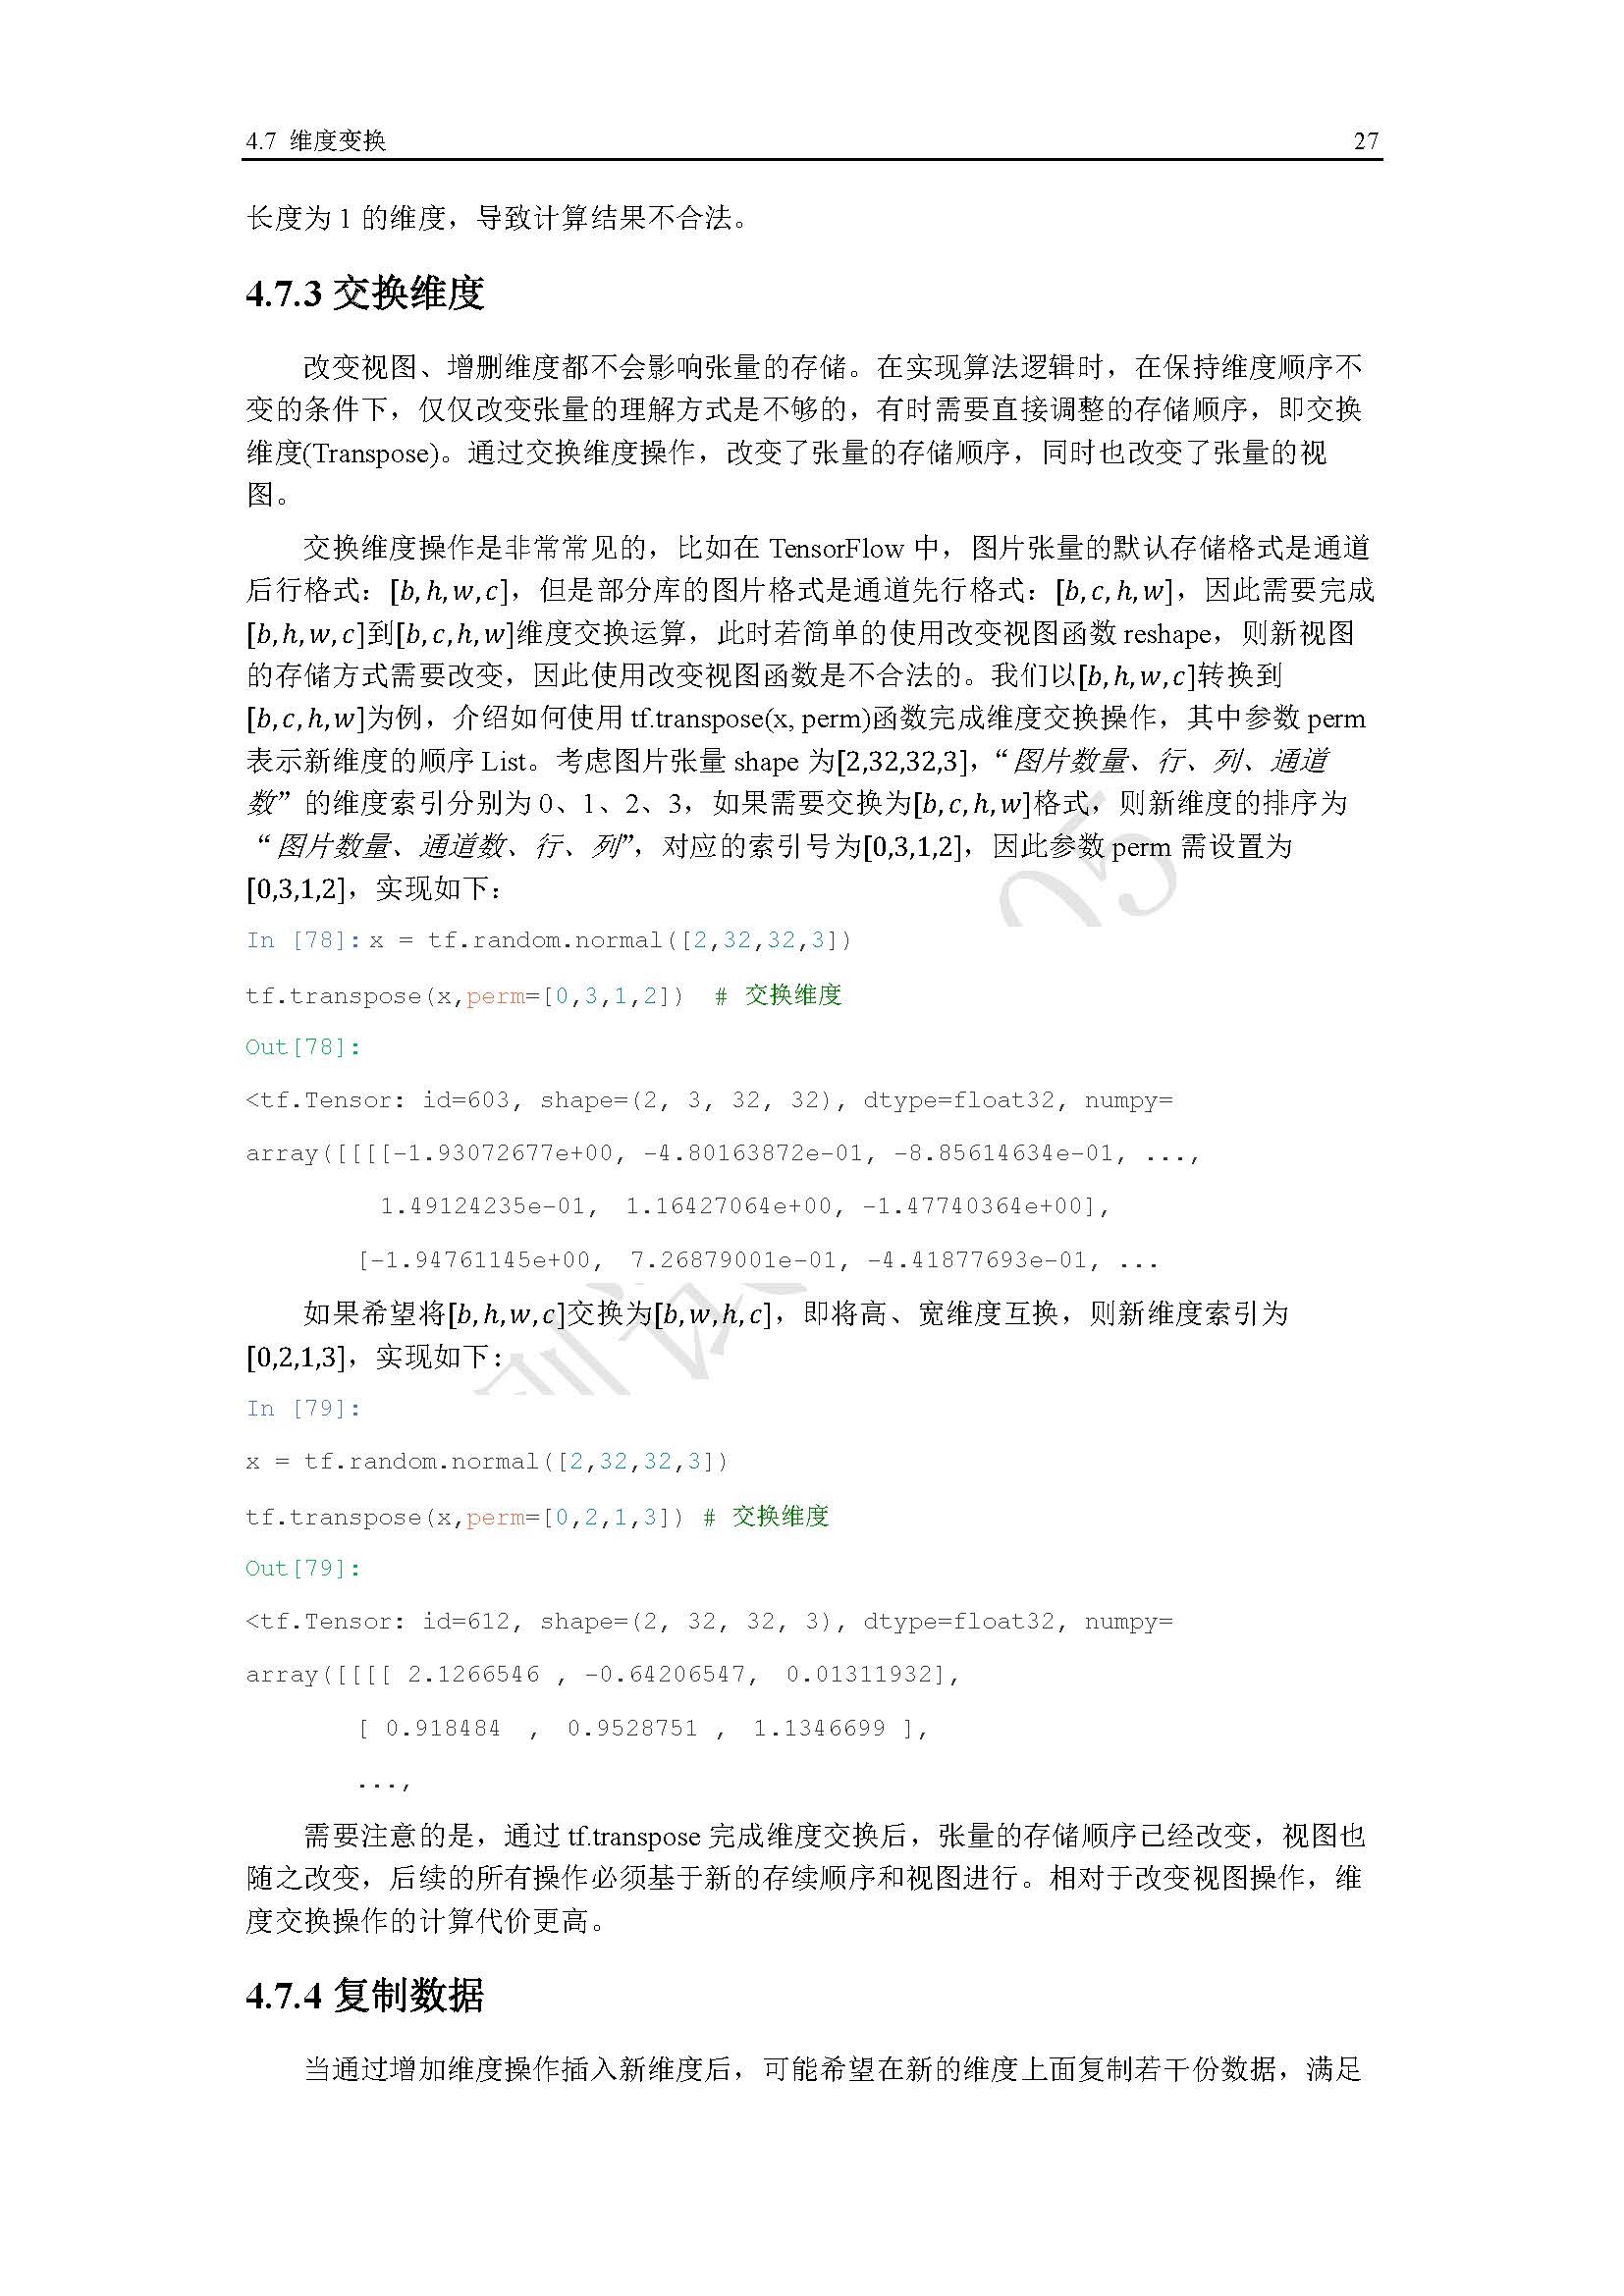 4.7 维度变换 27
长度为 1 的维度，导致计算结果不合法。
4.7.3 交换维度
改变视图、增删维度都不会影响张量的存储。在实现算法逻辑时，在保持维度顺序不
变的条件下，仅仅改变张量的理解方式是不够的，有时需要直接调整的存储顺序，即交换
维度(Transpose)。通过交换维度操作，改变了张量的存储顺序，同时也改变了张量的视
图。
交换维度操作是非常常见的，比如在 TensorFlow 中，图片张量的默认存储格式是通道
后行格式：[b, h, w, c]，但是部分库的图片格式是通道先行格式：[b, c, h, w]，因此需要完成
[b, h, w, c]到[b, c, h, w]维度交换运算，此时若简单的使用改变视图函数 reshape，则新视图
的存储方式需要改变，因此使用改变视图函数是不合法的。我们以[b, h, w, c]转换到
[b, c, h, w]为例，介绍如何使用 tf.transpose(x, perm)函数完成维度交换操作，其中参数 perm
表示新维度的顺序 List。考虑图片张量 shape 为[2,32,32,3]，“图片数量、行、列、通道
数”的维度索引分别为 0、1、2、3，如果需要交换为[b, c, h, w]格式，则新维度的排序为
“图片数量、通道数、行、列”，对应的索引号为[0,3,1,2]，因此参数 perm 需设置为
[0,3,1,2]，实现如下：
In [78]: x = tf.random.normal([2,32,32,3])
tf.transpose(x,perm=[0,3,1,2]) # 交换维度
Out[78]:
<tf.Tensor: id=603, shape=(2, 3, 32, 32), dtype=float32, numpy=
array([[[[-1.93072677e+00, -4.80163872e-01, -8.85614634e-01, ...,
1.49124235e-01, 1.16427064e+00, -1.47740364e+00],
[-1.94761145e+00, 7.26879001e-01, -4.41877693e-01, ...
如果希望将[b, h, w, c]交换为[b, w, h, c]，即将高、宽维度互换，则新维度索引为
[0,2,1,3]，实现如下：
In [79]:
x = tf.random.normal([2,32,32,3])
tf.transpose(x,perm=[0,2,1,3]) # 交换维度
Out[79]:
<tf.Tensor: id=612, shape=(2, 32, 32, 3), dtype=float32, numpy=
array([[[[ 2.1266546 , -0.64206547, 0.01311932],
[ 0.918484 , 0.9528751 , 1.1346699 ],
...,
需要注意的是，通过 tf.transpose 完成维度交换后，张量的存储顺序已经改变，视图也
随之改变，后续的所有操作必须基于新的存续顺序和视图进行。相对于改变视图操作，维
度交换操作的计算代价更高。
4.7.4 复制数据
当通过增加维度操作插入新维度后，可能希望在新的维度上面复制若干份数据，满足